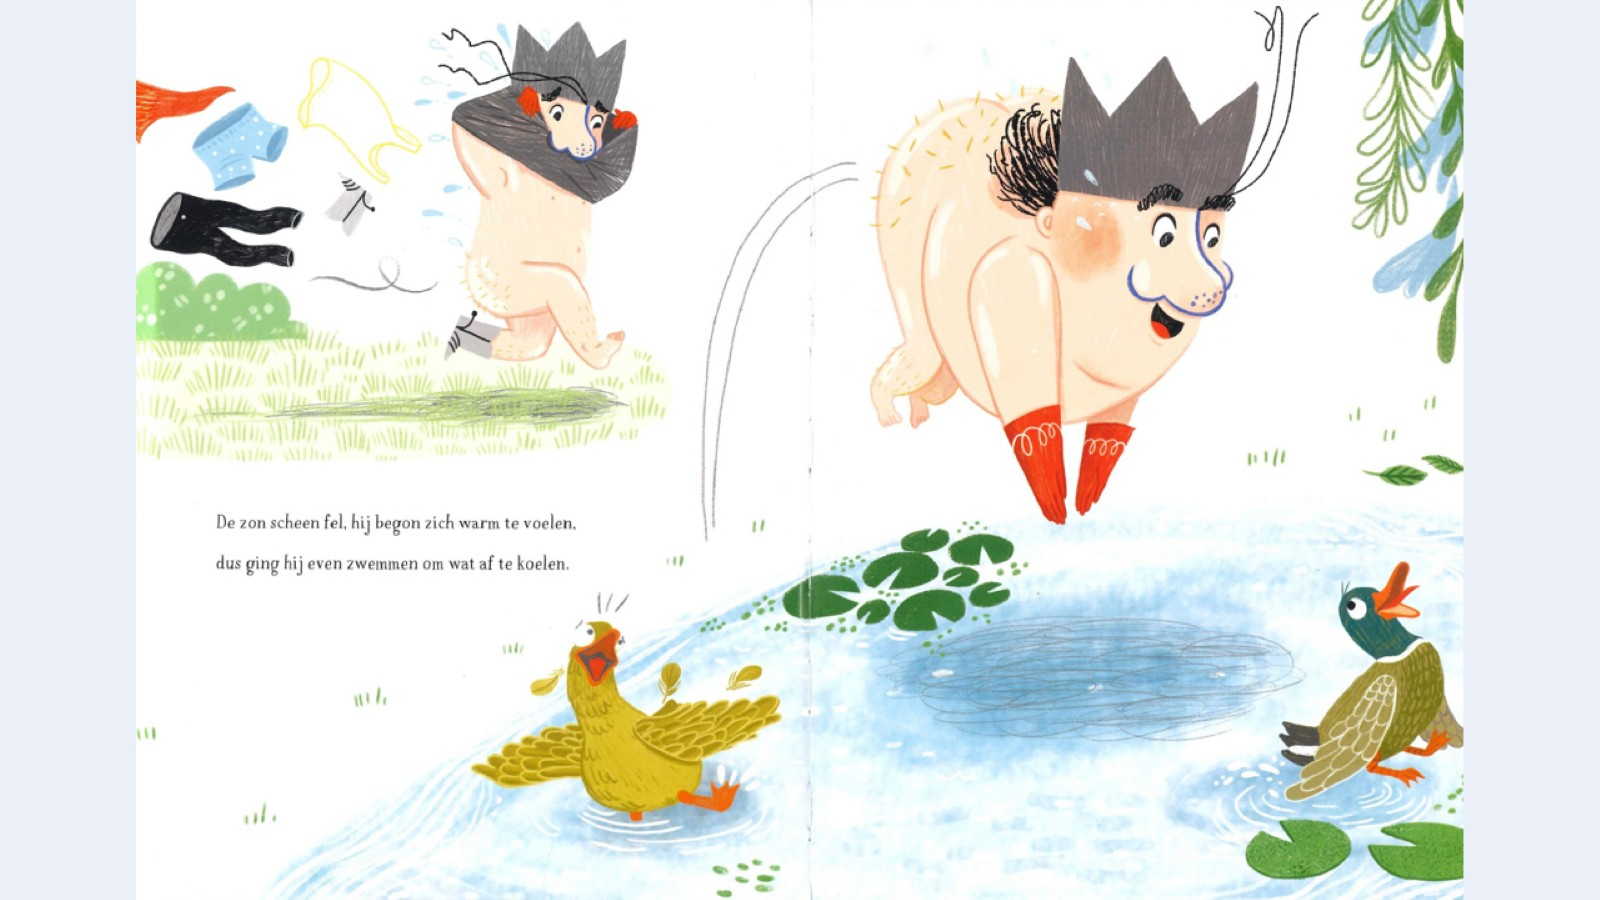 De zon scheen fel, hij begon zich warm te voelen,
dus ging hij even zwemmen om wat af te koelen.